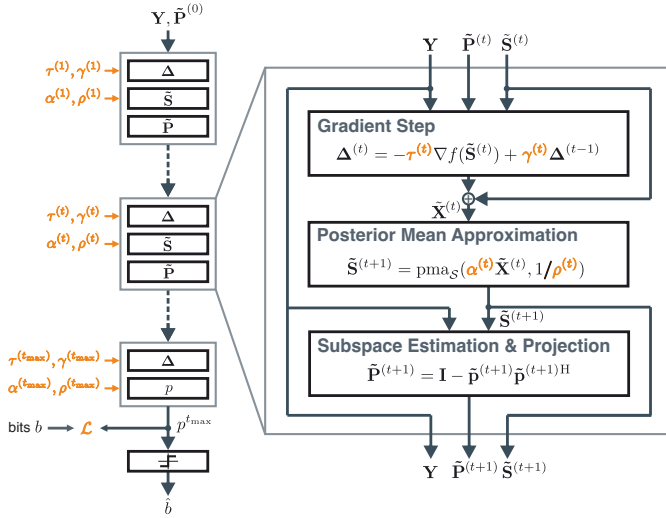 Y, P̃^(0)
τ^(1), γ^(1)
Δ
α^(1), ρ^(1)
S̃
P̃
τ^(t), γ^(t)
Δ
α^(t), ρ^(t)
S̃
P̃
τ^(t_max), γ^(t_max)
Δ
α^(t_max), ρ^(t_max)
p
bits b
ℒ
p^{t_max}
b̂
Y P̃^(t) S̃^(t)
Gradient Step
Δ^(t) = −τ^(t)∇f(S̃^(t)) + γ^(t)Δ^(t−1)
X̃^(t)
Posterior Mean Approximation
S̃^(t+1) = pma_𝒮(α^(t)X̃^(t), 1/ρ^(t))
S̃^(t+1)
Subspace Estimation & Projection
P̃^(t+1) = I − p̃^(t+1)p̃^(t+1)H
Y P̃^(t+1) S̃^(t+1)